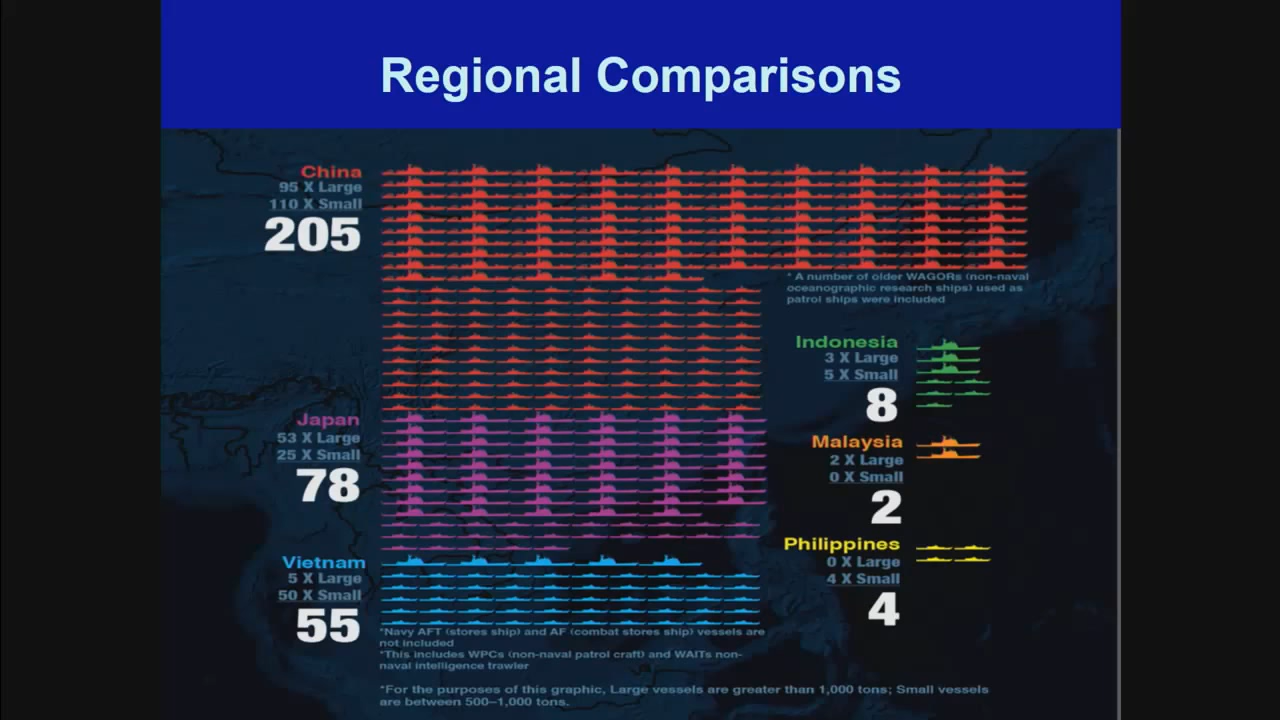 Regional Comparisons
China
95 X Large
110 X Small
205
* A number of older WAGORs (non-naval
oceanographic research ships) used as
patrol ships were included
Indonesia
3 X Large
5 X Small
8
Japan
53 X Large
25 X Small
78
Malaysia
2 X Large
0 X Small
2
Philippines
0 X Large
4 X Small
4
Vietnam
5 X Large
50 X Small
55
*Navy AFT (stores ship) and AF (combat stores ship) vessels are
not included
*This includes WPCs (non-naval patrol craft) and WAITs non-
naval intelligence trawler
*For the purposes of this graphic, Large vessels are greater than 1,000 tons; Small vessels
are between 500–1,000 tons.